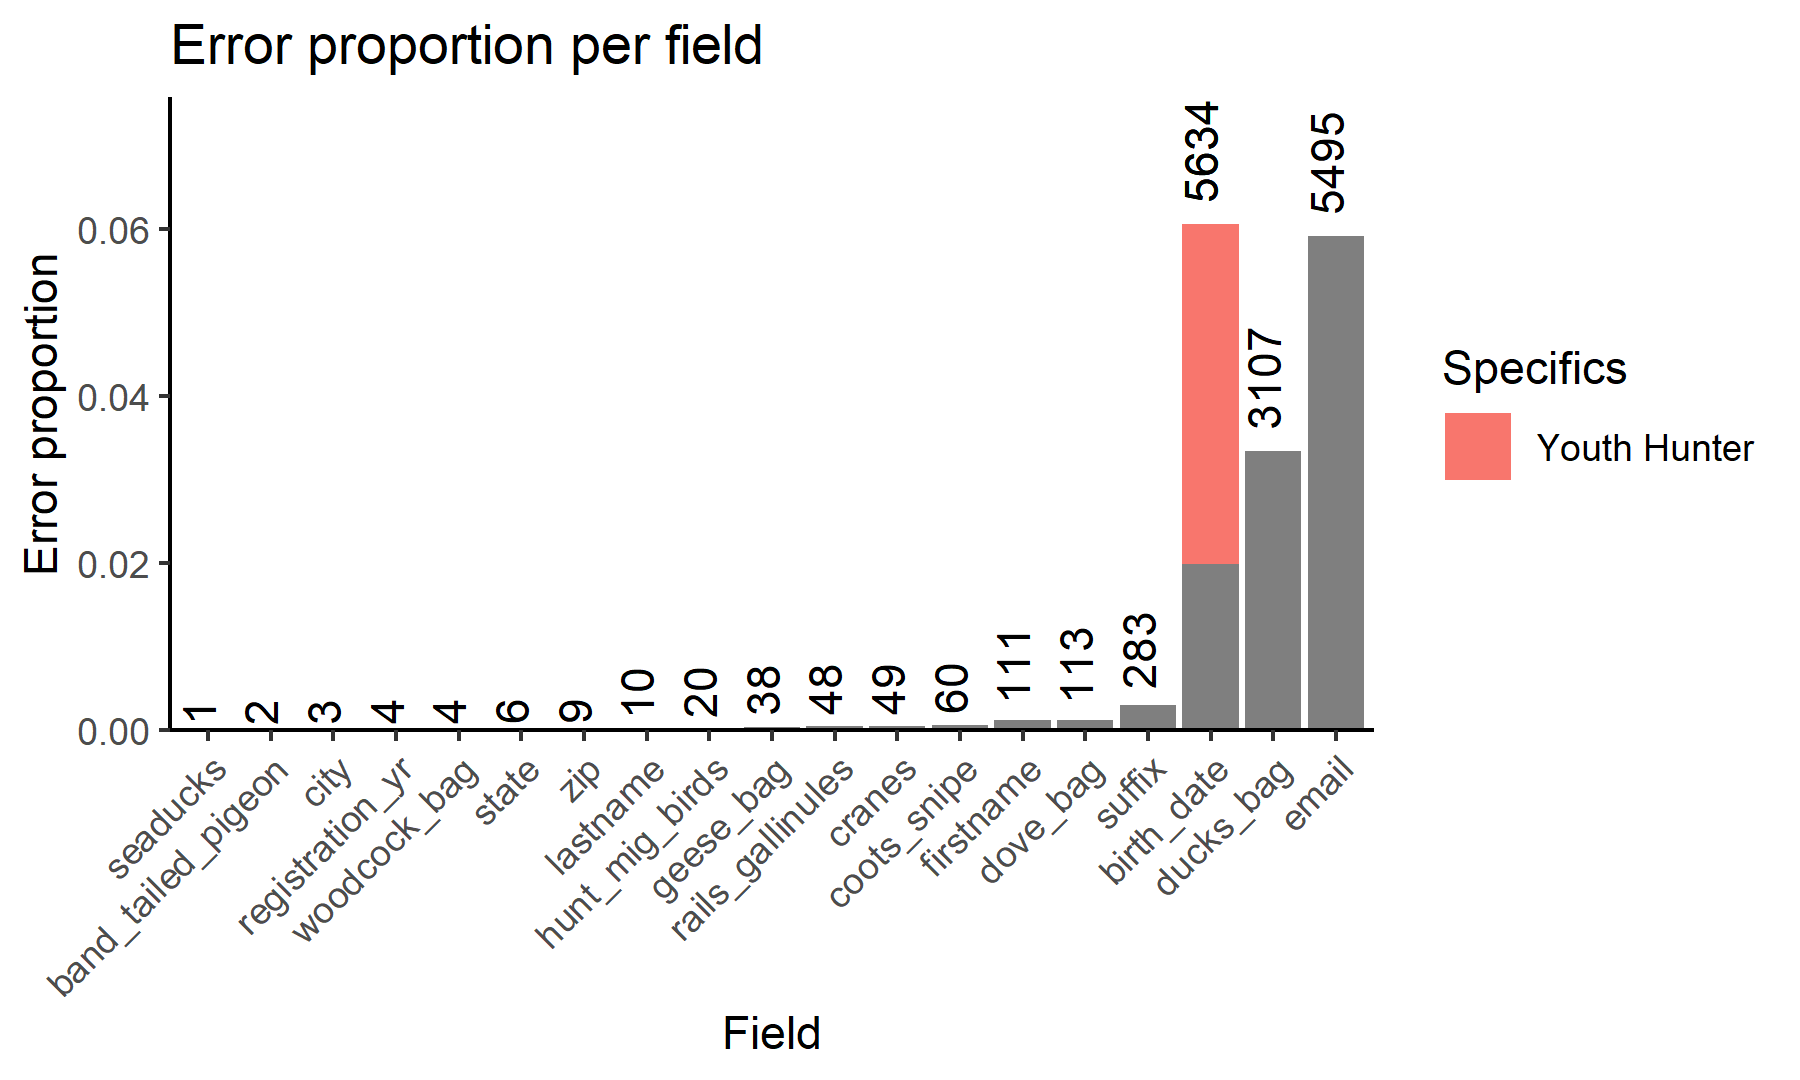 Error proportion per field
Error proportion
0.06
0.04
0.02
0.00
1
2
3
4
4
6
9
10
20
38
48
49
60
111
113
283
5634
3107
5495
seaducks
band_tailed_pigeon
city
registration_yr
woodcock_bag
state
zip
lastname
hunt_mig_birds
geese_bag
rails_gallinules
cranes
coots_snipe
firstname
dove_bag
suffix
birth_date
ducks_bag
email
Field
Specifics
Youth Hunter